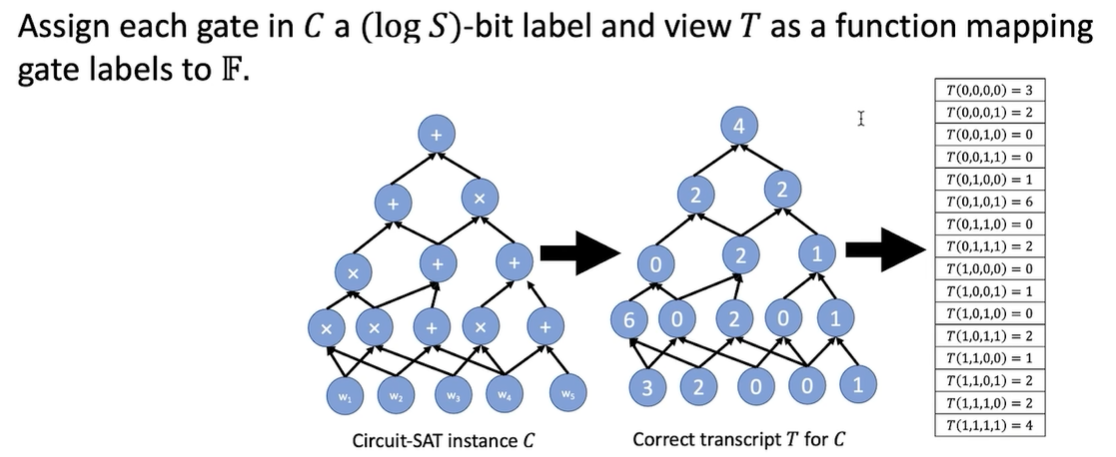 Assign each gate in C a (log S)-bit label and view T as a function mapping
gate labels to 𝔽.
+
+ ×
× + +
× × + × +
w₁ w₂ w₃ w₄ w₅
Circuit-SAT instance C
4
2 2
0 2 1
6 0 2 0 1
3 2 0 0 1
Correct transcript T for C
T(0,0,0,0) = 3
T(0,0,0,1) = 2
T(0,0,1,0) = 0
T(0,0,1,1) = 0
T(0,1,0,0) = 1
T(0,1,0,1) = 6
T(0,1,1,0) = 0
T(0,1,1,1) = 2
T(1,0,0,0) = 0
T(1,0,0,1) = 1
T(1,0,1,0) = 0
T(1,0,1,1) = 2
T(1,1,0,0) = 1
T(1,1,0,1) = 2
T(1,1,1,0) = 2
T(1,1,1,1) = 4